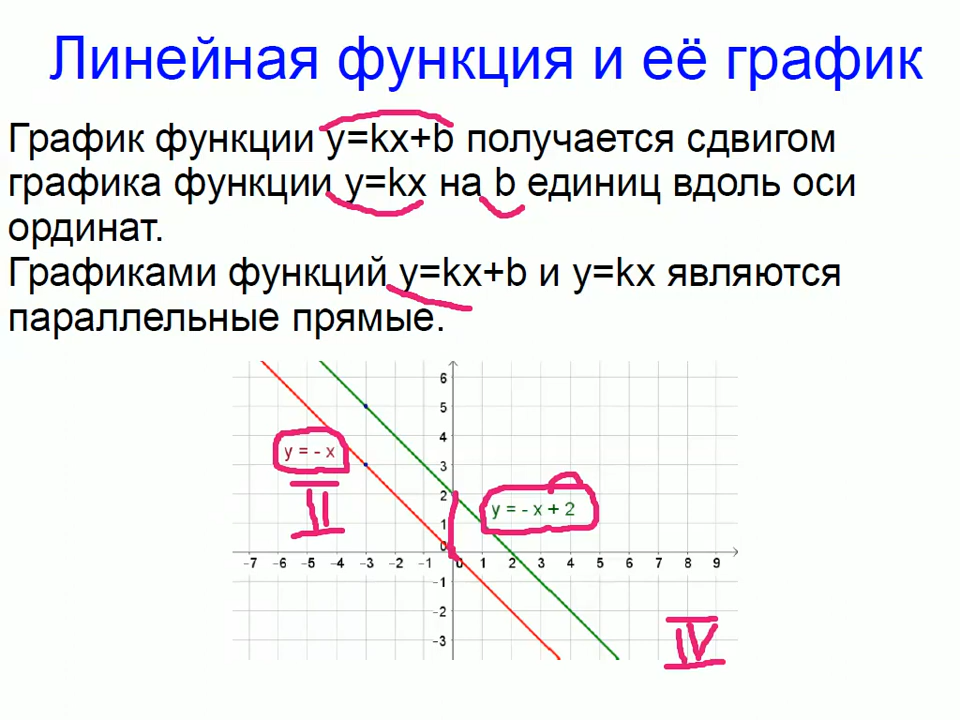 Линейная функция и её график
График функции y=kx+b получается сдвигом
графика функции y=kx на b единиц вдоль оси
ординат.
Графиками функций y=kx+b и y=kx являются
параллельные прямые.
6
5
4
y = - x
3
2
II
y = - x + 2
1
0
-7 -6 -5 -4 -3 -2 -1 0 1 2 3 4 5 6 7 8 9
-1
-2
IV
-3